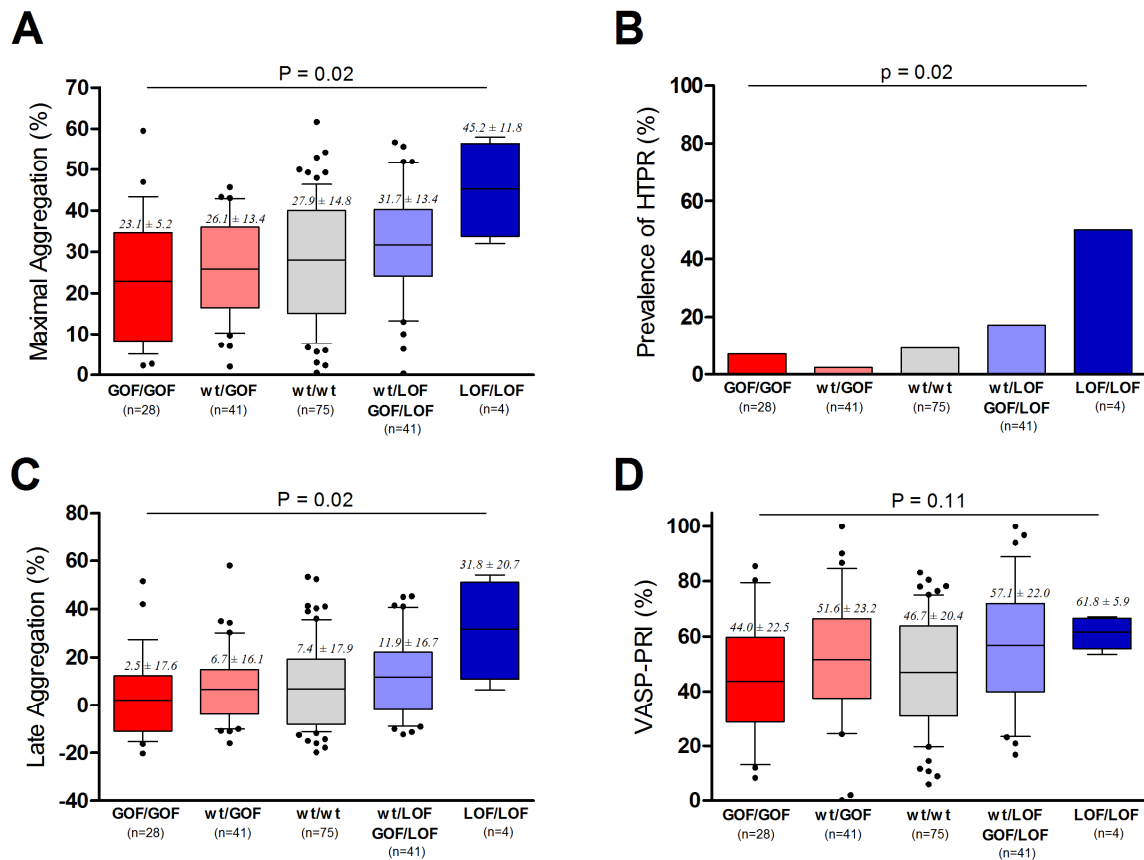 A
P = 0.02
Maximal Aggregation (%)
70
60
50
40
30
20
10
0
23.1 ± 5.2
26.1 ± 13.4
27.9 ± 14.8
31.7 ± 13.4
45.2 ± 11.8
GOF/GOF
(n=28)
wt/GOF
(n=41)
wt/wt
(n=75)
wt/LOF
GOF/LOF
(n=41)
LOF/LOF
(n=4)
B
p = 0.02
Prevalence of HTPR (%)
100
80
60
40
20
0
GOF/GOF
(n=28)
wt/GOF
(n=41)
wt/wt
(n=75)
wt/LOF
GOF/LOF
(n=41)
LOF/LOF
(n=4)
C
P = 0.02
Late Aggregation (%)
80
60
40
20
0
-20
-40
2.5 ± 17.6
6.7 ± 16.1
7.4 ± 17.9
11.9 ± 16.7
31.8 ± 20.7
GOF/GOF
(n=28)
wt/GOF
(n=41)
wt/wt
(n=75)
wt/LOF
GOF/LOF
(n=41)
LOF/LOF
(n=4)
D
P = 0.11
VASP-PRI (%)
100
80
60
40
20
0
44.0 ± 22.5
51.6 ± 23.2
46.7 ± 20.4
57.1 ± 22.0
61.8 ± 5.9
GOF/GOF
(n=28)
wt/GOF
(n=41)
wt/wt
(n=75)
wt/LOF
GOF/LOF
(n=41)
LOF/LOF
(n=4)